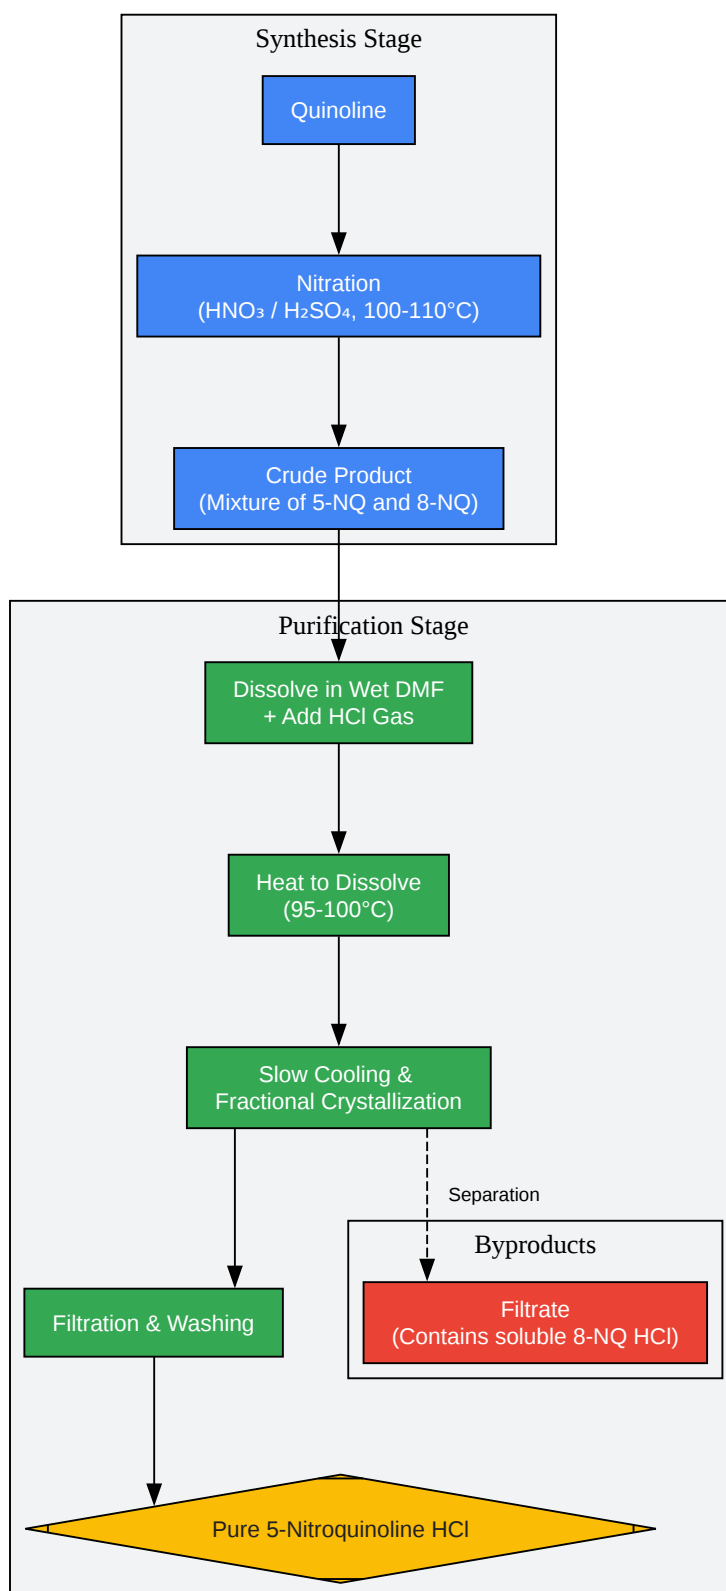 Synthesis Stage
Quinoline
Nitration
(HNO₃ / H₂SO₄, 100-110°C)
Crude Product
(Mixture of 5-NQ and 8-NQ)
Purification Stage
Dissolve in Wet DMF
+ Add HCl Gas
Heat to Dissolve
(95-100°C)
Slow Cooling &
Fractional Crystallization
Separation
Byproducts
Filtration & Washing
Filtrate
(Contains soluble 8-NQ HCl)
Pure 5-Nitroquinoline HCl